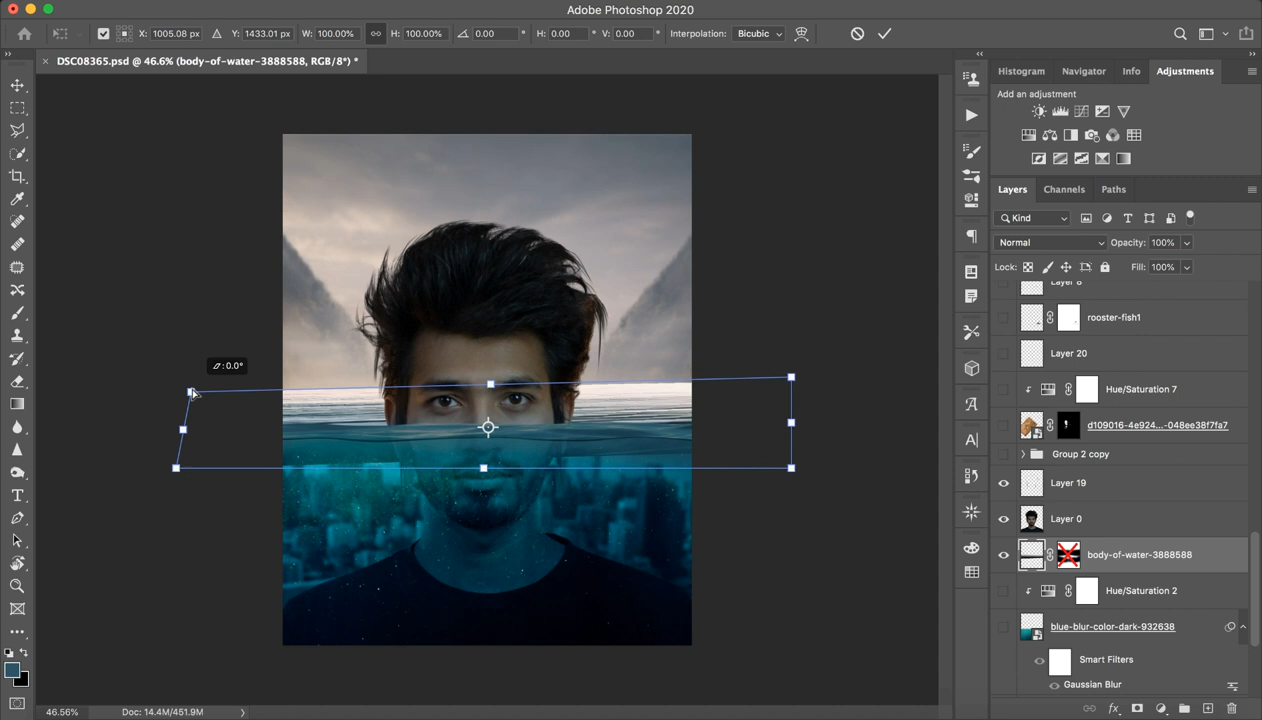 Adobe Photoshop 2020
X: 1005.08 px Y: 1433.01 px W: 100.00% H: 100.00% 0.00 ° H: 0.00 ° V: 0.00 ° Interpolation: Bicubic
× DSC08365.psd @ 46.6% (body-of-water-3888588, RGB/8*) *
Histogram Navigator Info Adjustments
Add an adjustment
Layers Channels Paths
Kind
Normal Opacity: 100%
Lock: Fill: 100%
Layer 8
rooster-fish1
Layer 20
Hue/Saturation 7
d109016-4e924...-048ee38f7fa7
Group 2 copy
Layer 19
Layer 0
body-of-water-3888588
Hue/Saturation 2
blue-blur-color-dark-932638
Smart Filters
Gaussian Blur
: 0.0°
46.56% Doc: 14.4M/451.9M